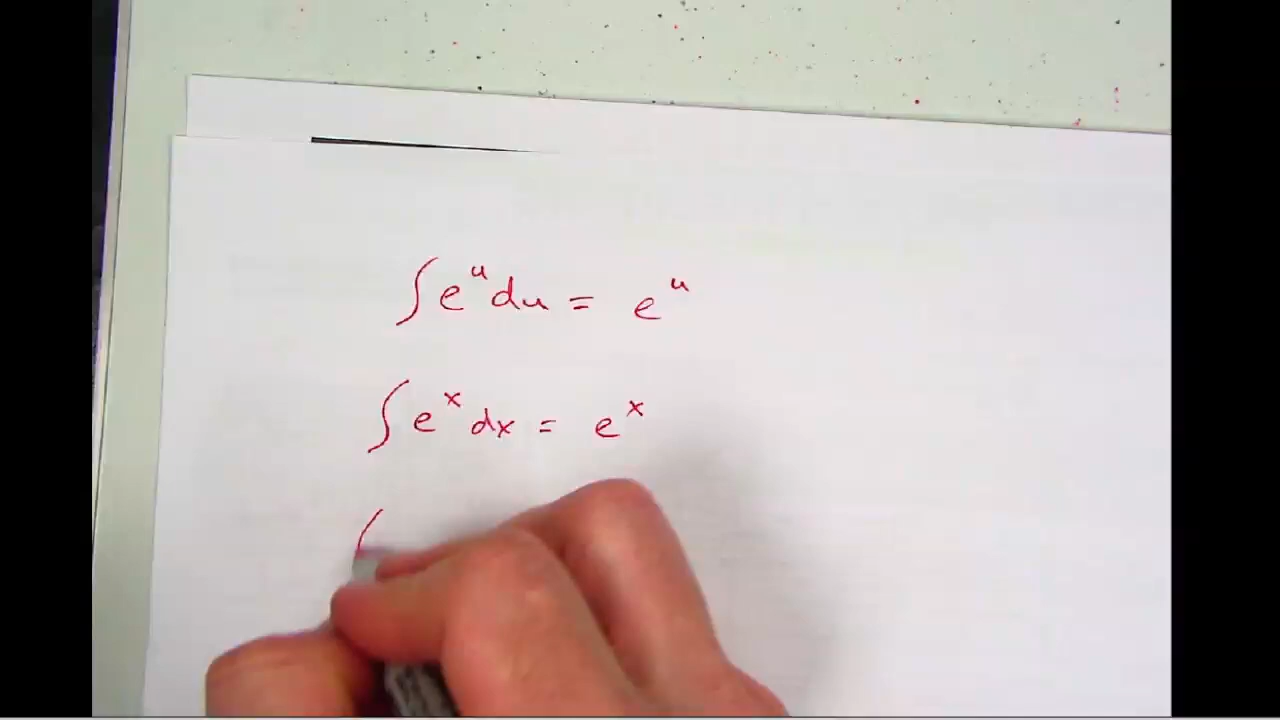 ∫ e^u du = e^u
∫ e^x dx = e^x
∫